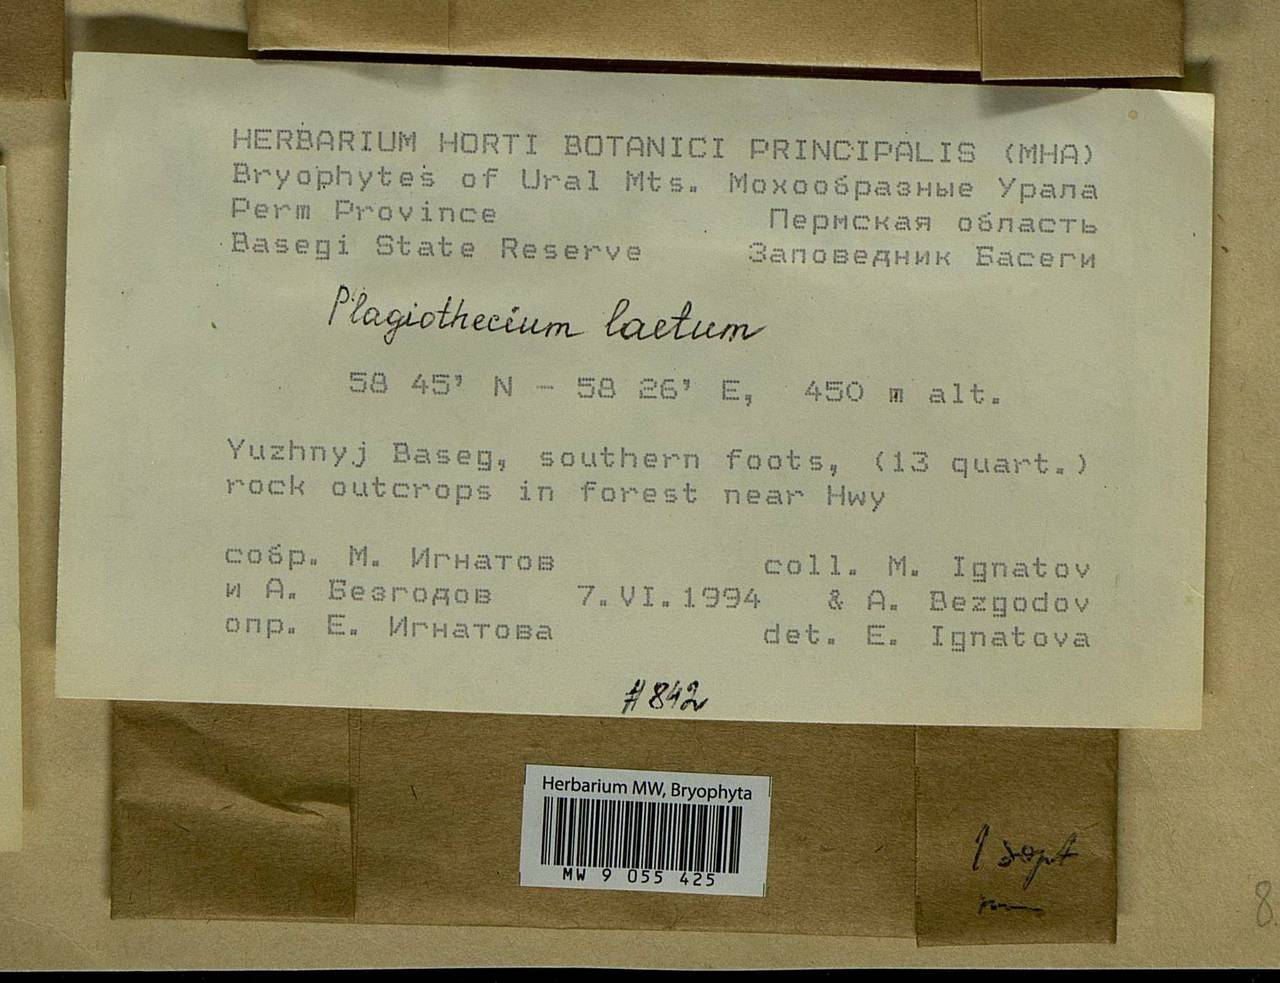 HERBARIUM HORTI BOTANICI PRINCIPALIS (MHA)
Bryophytes of Ural Mts. Мохообразные Урала
Perm Province Пермская область
Basegi State Reserve Заповедник Басеги
Plagiothecium laetum
58 45' N - 58 26' E, 450 m alt.
Yuzhnyj Baseg, southern foots, (13 quart.)
rock outcrops in forest near Hwy
собр. М. Игнатов coll. M. Ignatov
и А. Безгодов 7.VI.1994 & A. Bezgodov
опр. Е. Игнатова det. E. Ignatova
#842
Herbarium MW, Bryophyta
MW 9 055 425
1
8